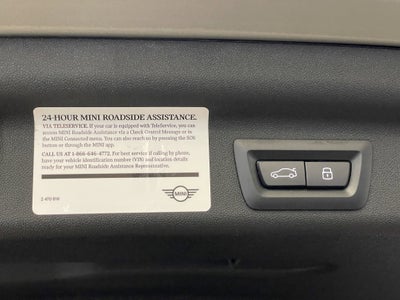 24-HOUR MINI ROADSIDE ASSISTANCE.
VIA TELESERVICE. If your car is equipped with TeleService, you can
access MINI Roadside Assistance via a Check Control Message or in
the MINI Connected menu. You can also reach us by pressing the SOS
button or through the MINI app.
CALL US AT 1-866-646-4772. For best service if calling by phone,
have your vehicle identification number (VIN) and location details
ready for your MINI Roadside Assistance Representative.
MINI